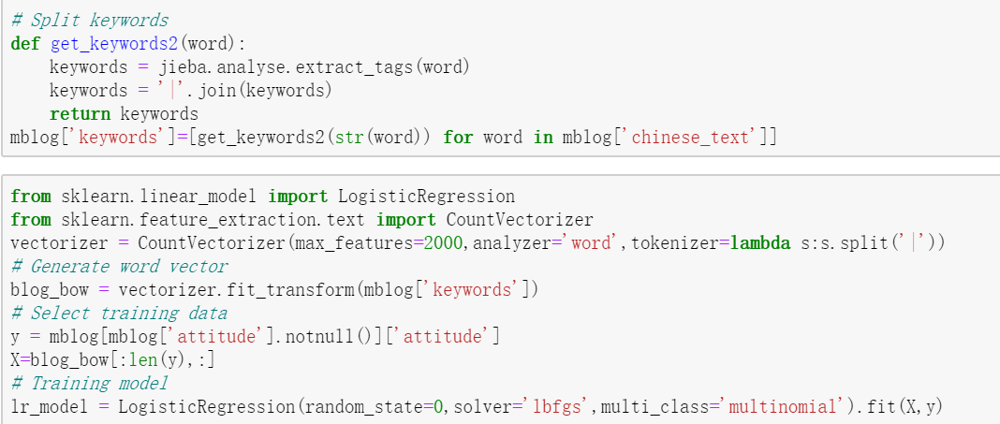 # Split keywords
def get_keywords2(word):
    keywords = jieba.analyse.extract_tags(word)
    keywords = '|'.join(keywords)
    return keywords
mblog['keywords']=[get_keywords2(str(word)) for word in mblog['chinese_text']]
from sklearn.linear_model import LogisticRegression
from sklearn.feature_extraction.text import CountVectorizer
vectorizer = CountVectorizer(max_features=2000,analyzer='word',tokenizer=lambda s:s.split('|'))
# Generate word vector
blog_bow = vectorizer.fit_transform(mblog['keywords'])
# Select training data
y = mblog[mblog['attitude'].notnull()]['attitude']
X=blog_bow[:len(y),:]
# Training model
lr_model = LogisticRegression(random_state=0,solver='lbfgs',multi_class='multinomial').fit(X,y)